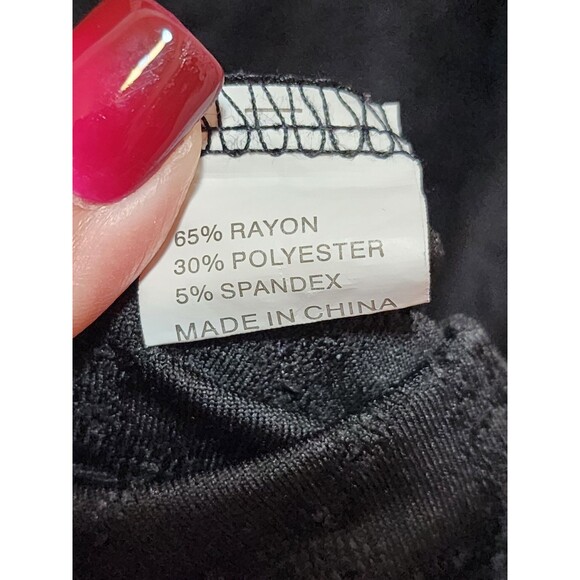 65% RAYON
30% POLYESTER
5% SPANDEX
MADE IN CHINA